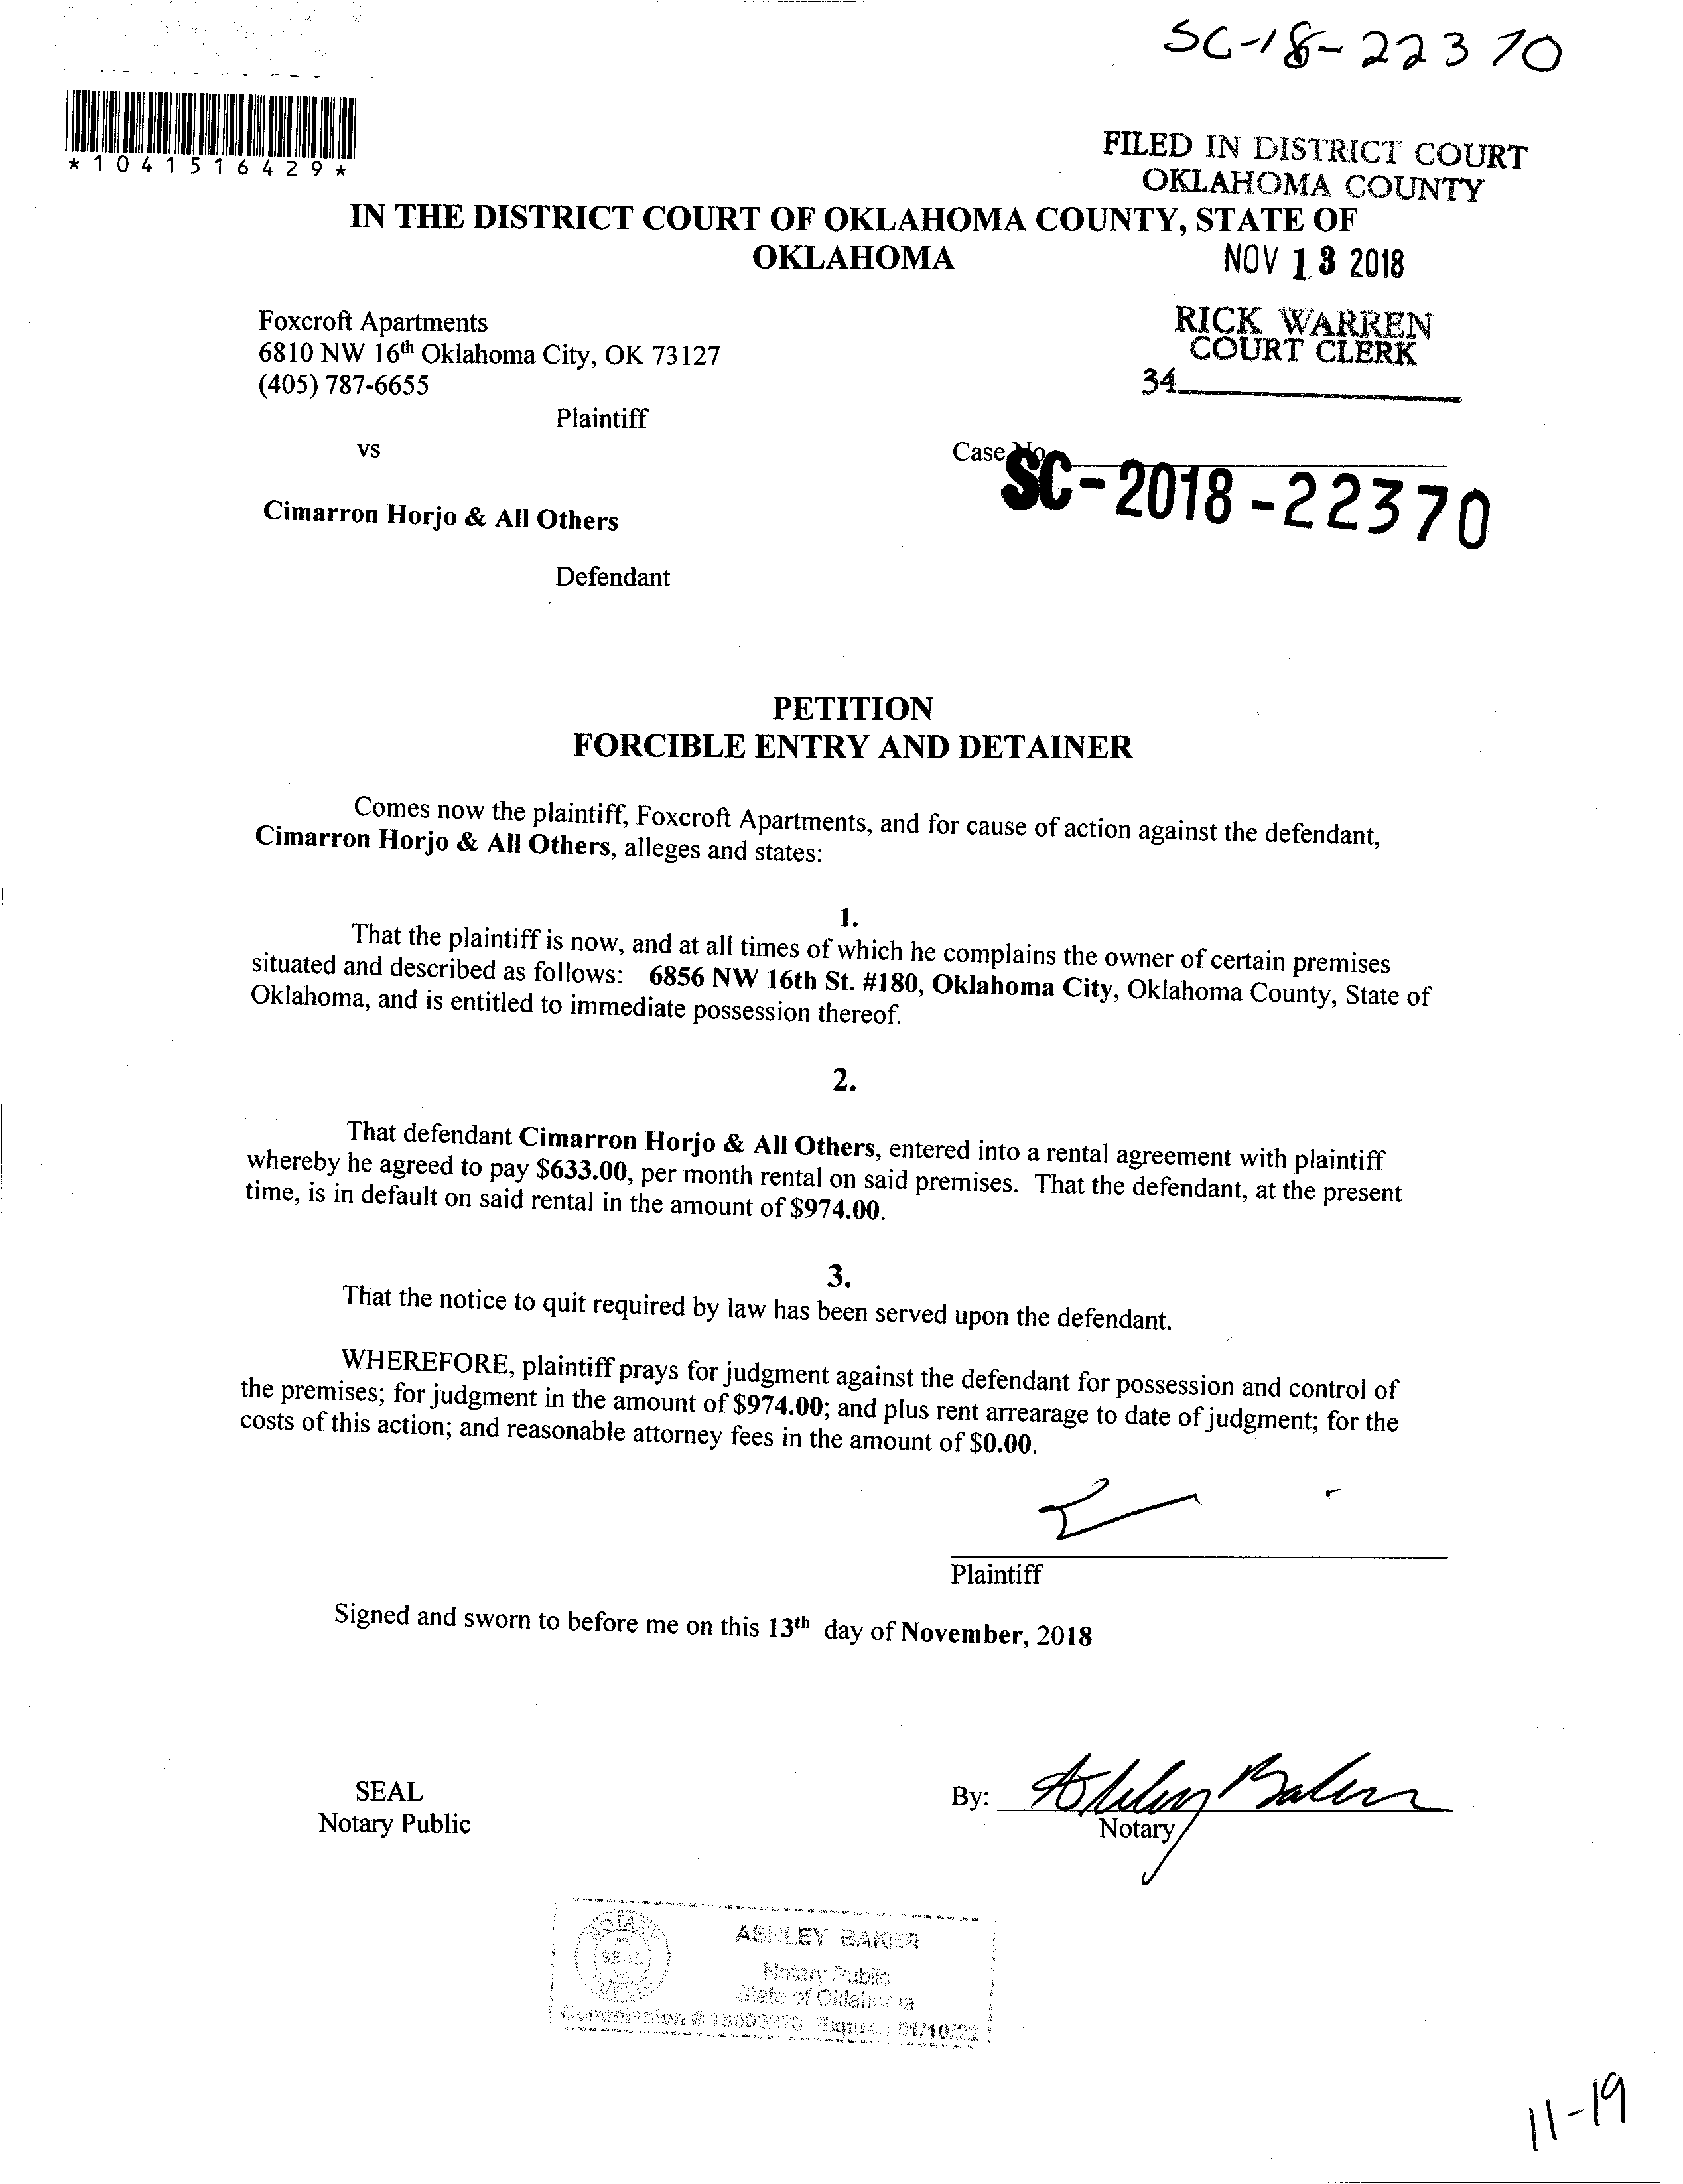 SC-18-22370
*1041516429*
FILED IN DISTRICT COURT
OKLAHOMA COUNTY
IN THE DISTRICT COURT OF OKLAHOMA COUNTY, STATE OF
OKLAHOMA
NOV 13 2018
Foxcroft Apartments
RICK WARREN
6810 NW 16th Oklahoma City, OK 73127
COURT CLERK
(405) 787-6655
34
Plaintiff
vs
Case No.
SC-2018-22370
Cimarron Horjo & All Others
Defendant
PETITION
FORCIBLE ENTRY AND DETAINER
Comes now the plaintiff, Foxcroft Apartments, and for cause of action against the defendant,
Cimarron Horjo & All Others, alleges and states:
1.
That the plaintiff is now, and at all times of which he complains the owner of certain premises
situated and described as follows: 6856 NW 16th St. #180, Oklahoma City, Oklahoma County, State of
Oklahoma, and is entitled to immediate possession thereof.
2.
That defendant Cimarron Horjo & All Others, entered into a rental agreement with plaintiff
whereby he agreed to pay $633.00, per month rental on said premises. That the defendant, at the present
time, is in default on said rental in the amount of $974.00.
3.
That the notice to quit required by law has been served upon the defendant.
WHEREFORE, plaintiff prays for judgment against the defendant for possession and control of
the premises; for judgment in the amount of $974.00; and plus rent arrearage to date of judgment; for the
costs of this action; and reasonable attorney fees in the amount of $0.00.
Plaintiff
Signed and sworn to before me on this 13th day of November, 2018
SEAL
Notary Public
By: Ashley Baker
Notary
ASHLEY BAKER
NOTARY
SEAL
PUBLIC
Notary Public
State of Oklahoma
Commission # Expires 01/10/22
11-19